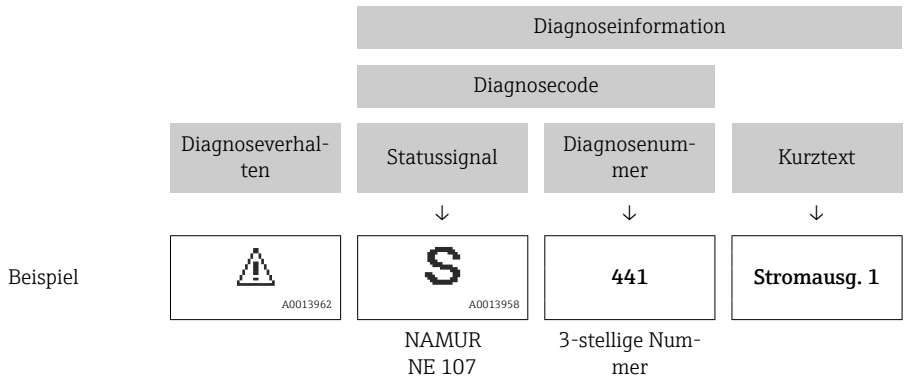 Diagnoseinformation
Diagnosecode
Diagnoseverhal-
ten
Statussignal
Diagnosenum-
mer
Kurztext
↓
↓
↓
Beispiel
A0013962
S
A0013958
441
Stromausg. 1
NAMUR
NE 107
3-stellige Num-
mer